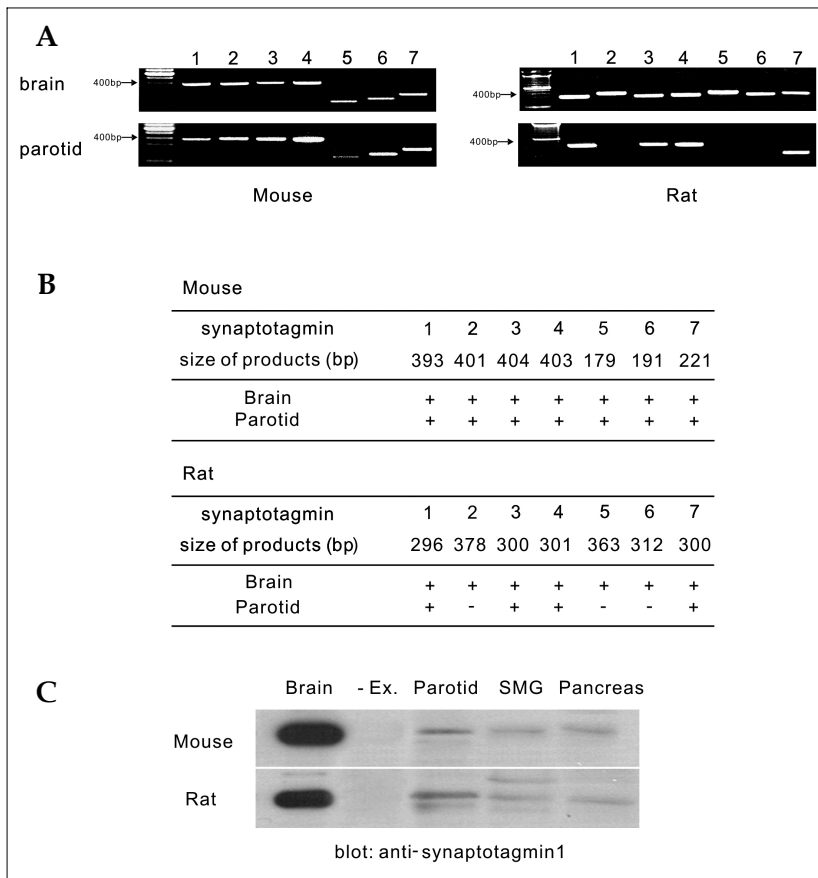 A
1 2 3 4 5 6 7
brain 400bp
parotid 400bp
Mouse
1 2 3 4 5 6 7
400bp
400bp
Rat
B
Mouse
synaptotagmin 1 2 3 4 5 6 7
size of products (bp) 393 401 404 403 179 191 221
Brain + + + + + + +
Parotid + + + + + + +
Rat
synaptotagmin 1 2 3 4 5 6 7
size of products (bp) 296 378 300 301 363 312 300
Brain + + + + + + +
Parotid + - + + - - +
C
Brain - Ex. Parotid SMG Pancreas
Mouse
Rat
blot: anti-synaptotagmin1